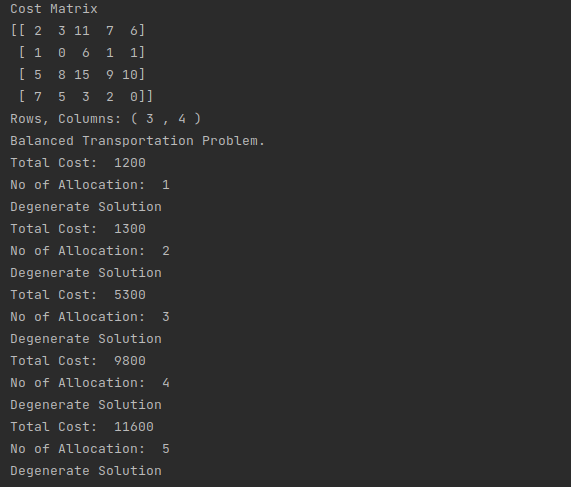 Cost Matrix
[[ 2  3 11  7  6]
 [ 1  0  6  1  1]
 [ 5  8 15  9 10]
 [ 7  5  3  2  0]]
Rows, Columns: ( 3 , 4 )
Balanced Transportation Problem.
Total Cost:  1200
No of Allocation:  1
Degenerate Solution
Total Cost:  1300
No of Allocation:  2
Degenerate Solution
Total Cost:  5300
No of Allocation:  3
Degenerate Solution
Total Cost:  9800
No of Allocation:  4
Degenerate Solution
Total Cost:  11600
No of Allocation:  5
Degenerate Solution